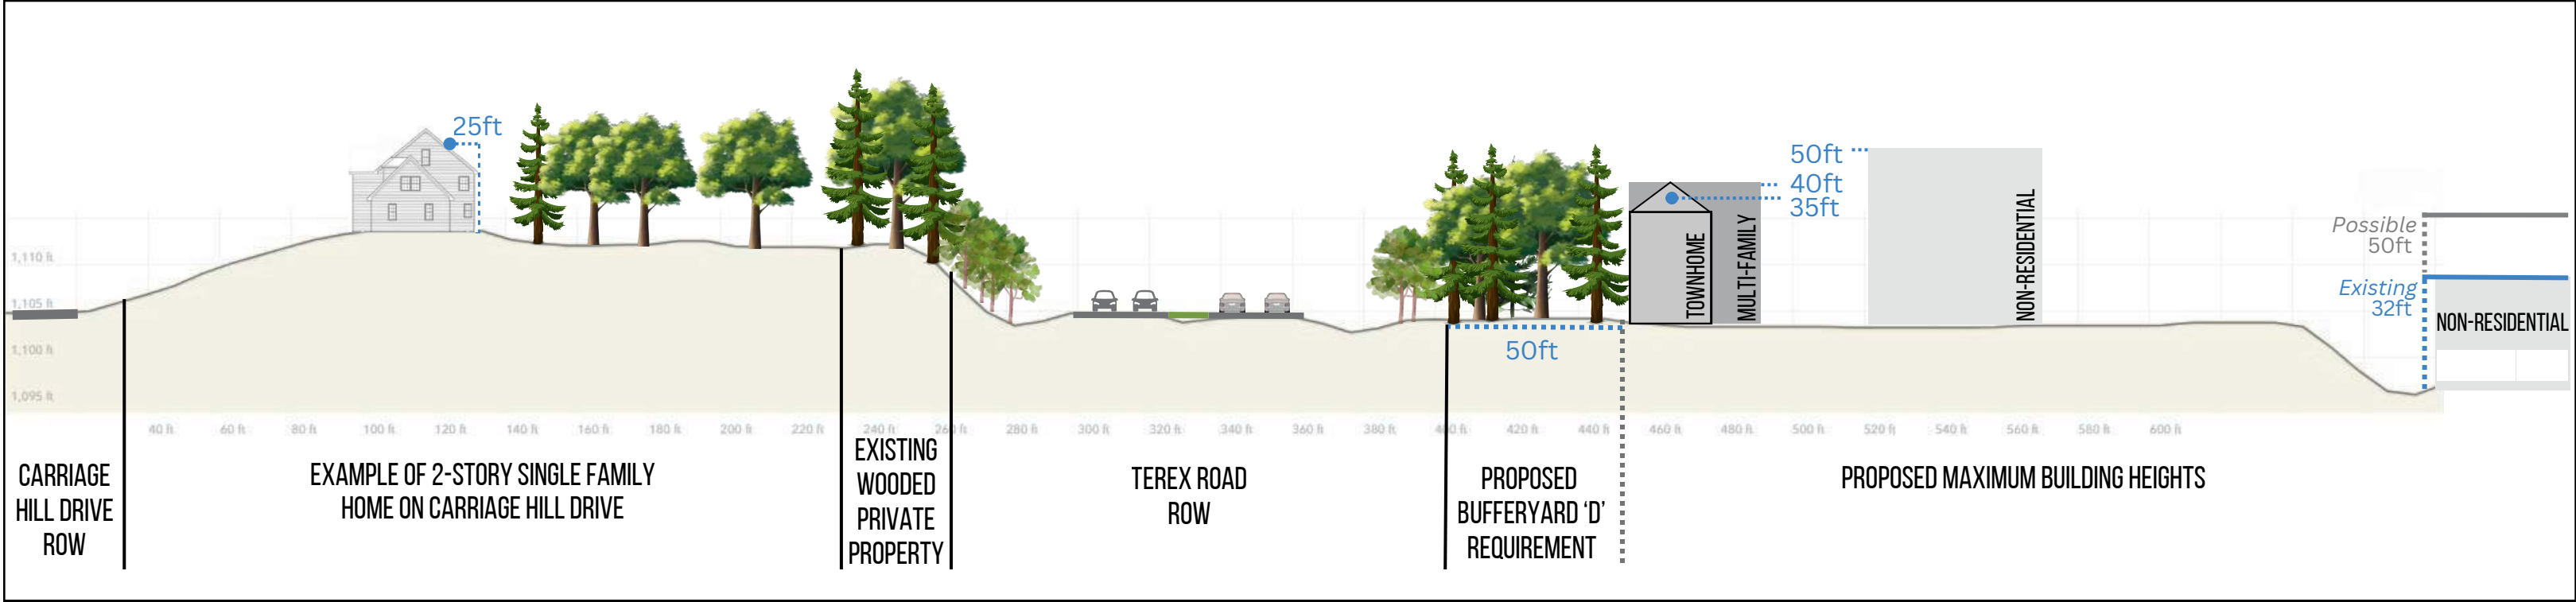 25ft
50ft
40ft
35ft
TOWNHOME
MULTI-FAMILY
NON-RESIDENTIAL
Possible
50ft
Existing
32ft
NON-RESIDENTIAL
1,110 ft
1,105 ft
1,100 ft
1,095 ft
50ft
40 ft 60 ft 80 ft 100 ft 120 ft 140 ft 160 ft 180 ft 200 ft 220 ft 240 ft 260 ft 280 ft 300 ft 320 ft 340 ft 360 ft 380 ft 400 ft 420 ft 440 ft 460 ft 480 ft 500 ft 520 ft 540 ft 560 ft 580 ft 600 ft
CARRIAGE
HILL DRIVE
ROW
EXAMPLE OF 2-STORY SINGLE FAMILY
HOME ON CARRIAGE HILL DRIVE
EXISTING
WOODED
PRIVATE
PROPERTY
TEREX ROAD
ROW
PROPOSED
BUFFERYARD ‘D’
REQUIREMENT
PROPOSED MAXIMUM BUILDING HEIGHTS